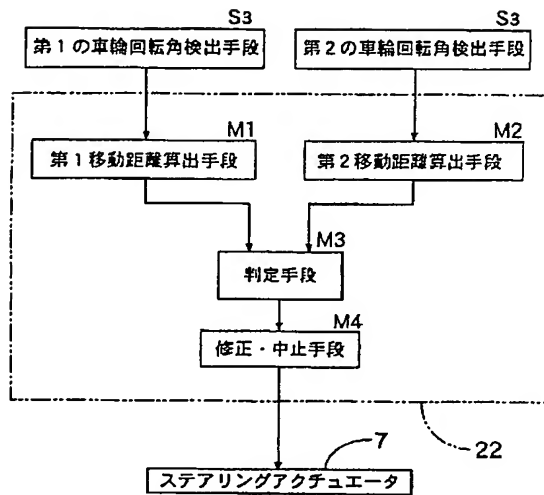 S3
第1の車輪回転角検出手段
S3
第2の車輪回転角検出手段
M1
第1移動距離算出手段
M2
第2移動距離算出手段
M3
判定手段
M4
修正・中止手段
22
7
ステアリングアクチュエータ